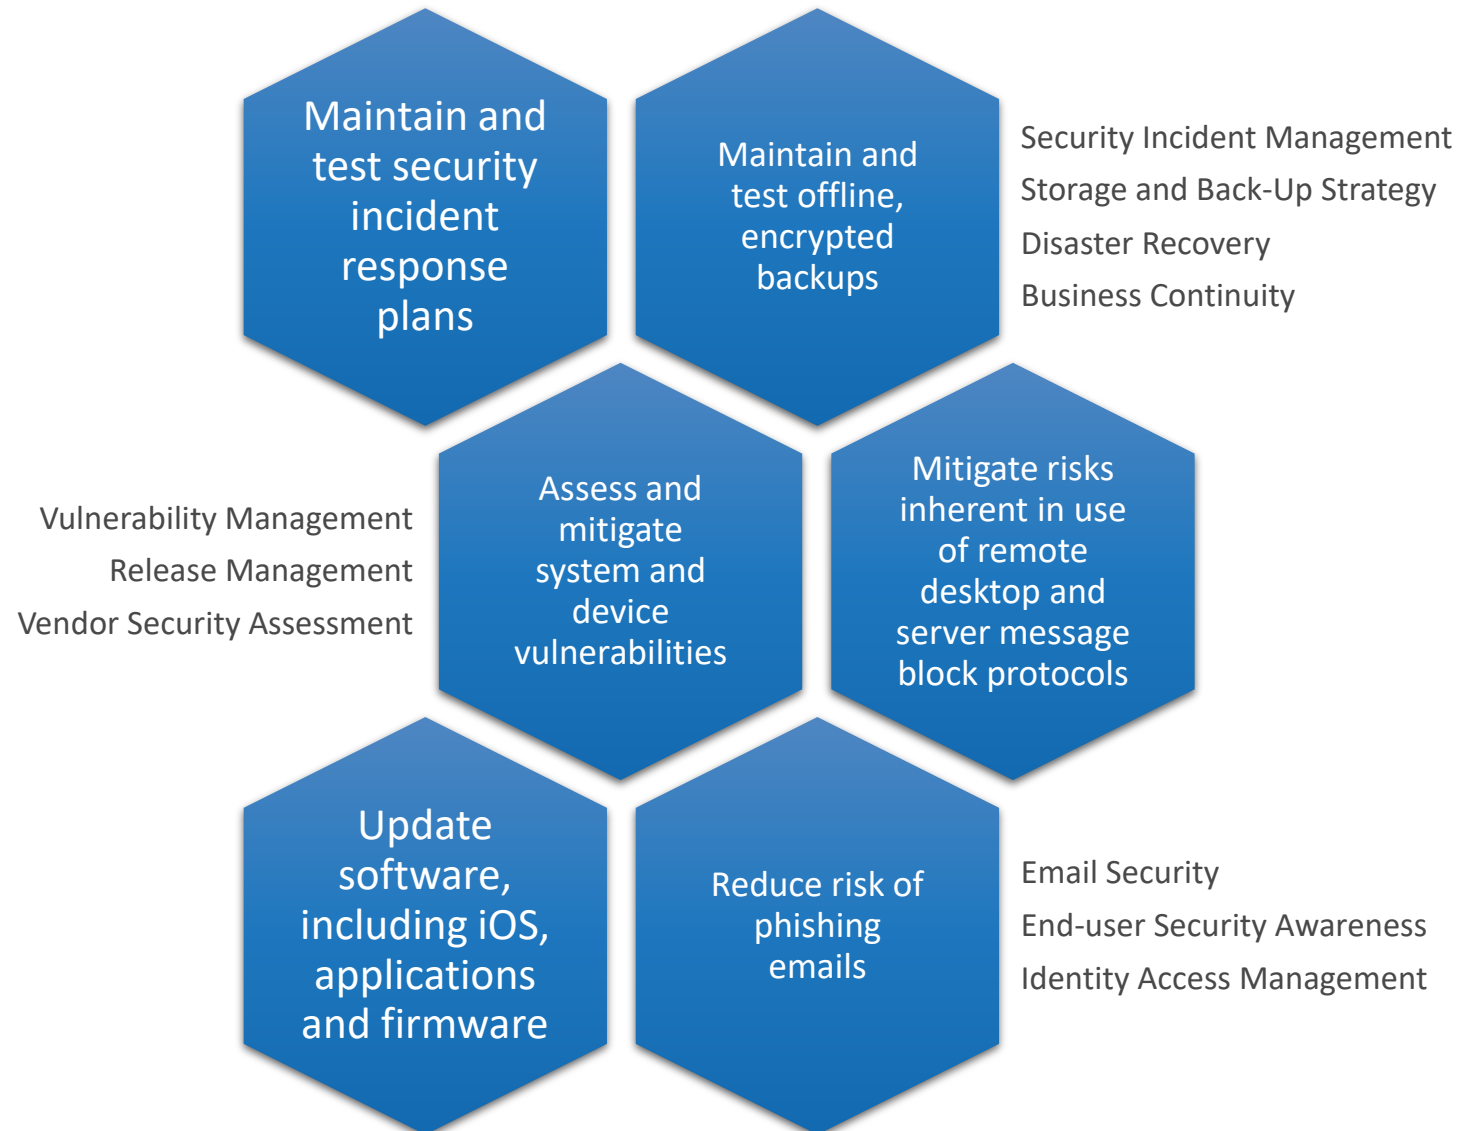 Maintain and
test security
incident
response
plans
Maintain and
test offline,
encrypted
backups
Security Incident Management
Storage and Back-Up Strategy
Disaster Recovery
Business Continuity
Vulnerability Management
Release Management
Vendor Security Assessment
Assess and
mitigate
system and
device
vulnerabilities
Mitigate risks
inherent in use
of remote
desktop and
server message
block protocols
Update
software,
including iOS,
applications
and firmware
Reduce risk of
phishing
emails
Email Security
End-user Security Awareness
Identity Access Management